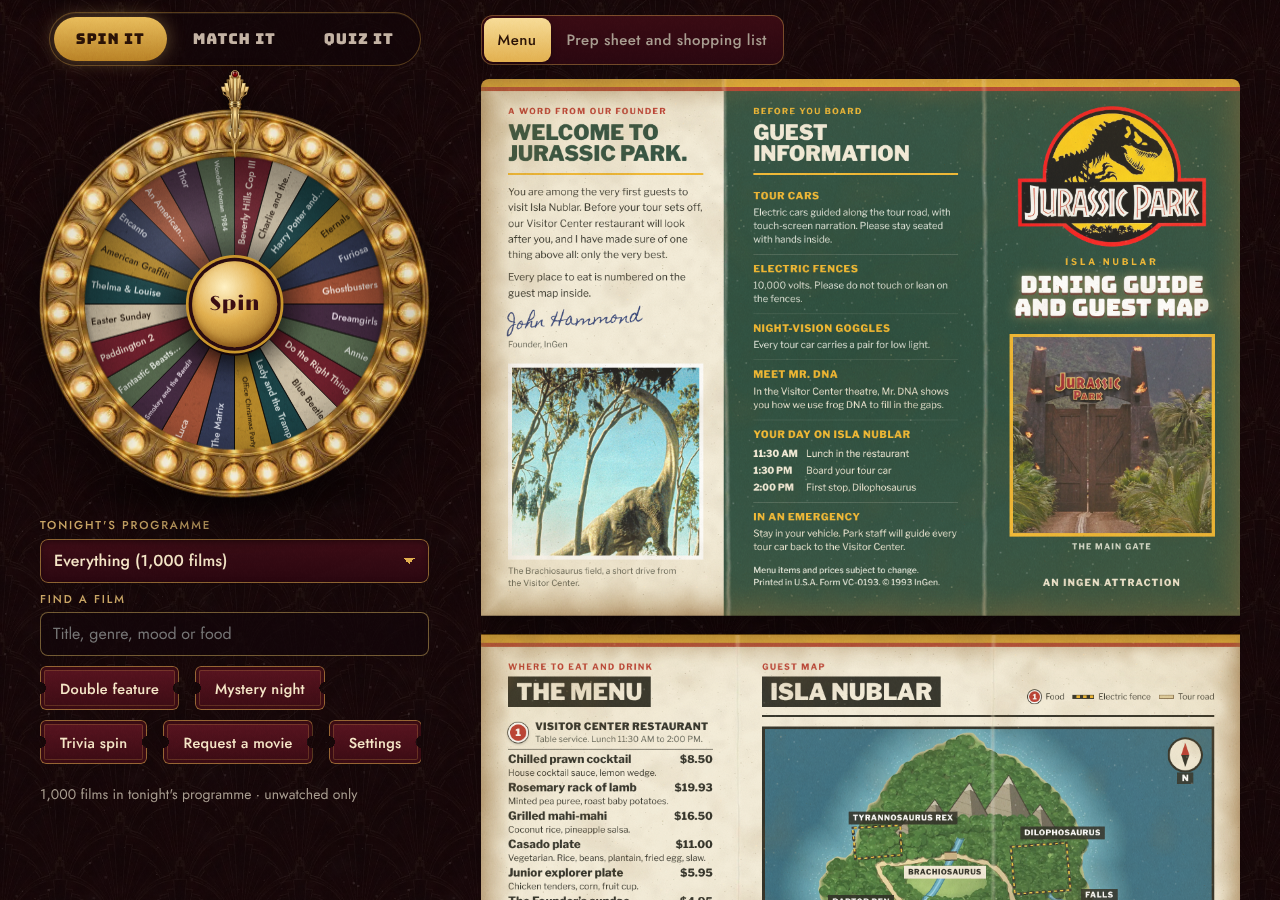 SPIN IT
MATCH IT
QUIZ IT
Menu
Prep sheet and shopping list
Thor
Wonder Woman 1984
Beverly Hills Cop III
Charlie and the...
Harry Potter and...
Eternals
Furiosa
Ghostbusters
Dreamgirls
Annie
Do the Right Thing
Blue Beetle
Lady and the Tramp
Office Christmas Party
The Matrix
Luca
Smokey and the Bandit
Fantastic Beasts...
Paddington 2
Easter Sunday
Thelma & Louise
American Graffiti
Encanto
An American...
Spin
TONIGHT'S PROGRAMME
Everything (1,000 films)
FIND A FILM
Title, genre, mood or food
Double feature
Mystery night
Trivia spin
Request a movie
Settings
1,000 films in tonight's programme · unwatched only
A WORD FROM OUR FOUNDER
WELCOME TO
JURASSIC PARK.
You are among the very first guests to
visit Isla Nublar. Before your tour sets off,
our Visitor Center restaurant will look
after you, and I have made sure of one
thing above all: only the very best.
Every place to eat is numbered on the
guest map inside.
John Hammond
Founder, InGen
The Brachiosaurus field, a short drive from
the Visitor Center.
BEFORE YOU BOARD
GUEST
INFORMATION
TOUR CARS
Electric cars guided along the tour road, with
touch-screen narration. Please stay seated
with hands inside.
ELECTRIC FENCES
10,000 volts. Please do not touch or lean on
the fences.
NIGHT-VISION GOGGLES
Every tour car carries a pair for low light.
MEET MR. DNA
In the Visitor Center theatre, Mr. DNA shows
you how we use frog DNA to fill in the gaps.
YOUR DAY ON ISLA NUBLAR
11:30 AM Lunch in the restaurant
1:30 PM Board your tour car
2:00 PM First stop, Dilophosaurus
IN AN EMERGENCY
Stay in your vehicle. Park staff will guide every
tour car back to the Visitor Center.
Menu items and prices subject to change.
Printed in U.S.A. Form VC-0193. © 1993 InGen.
JURASSIC PARK
ISLA NUBLAR
DINING GUIDE
AND GUEST MAP
JURASSIC
PARK
THE MAIN GATE
AN INGEN ATTRACTION
WHERE TO EAT AND DRINK
THE MENU
1 VISITOR CENTER RESTAURANT
Table service. Lunch 11:30 AM to 2:00 PM.
Chilled prawn cocktail $8.50
House cocktail sauce, lemon wedge.
Rosemary rack of lamb $19.93
Minted pea puree, roast baby potatoes.
Grilled mahi-mahi $16.50
Coconut rice, pineapple salsa.
Casado plate $11.00
Vegetarian. Rice, beans, plantain, fried egg, slaw.
Junior explorer plate $5.95
Chicken tenders, corn, fruit cup.
GUEST MAP
ISLA NUBLAR
1 Food
Electric fence
Tour road
N
TYRANNOSAURUS REX
DILOPHOSAURUS
BRACHIOSAURUS
FALLS